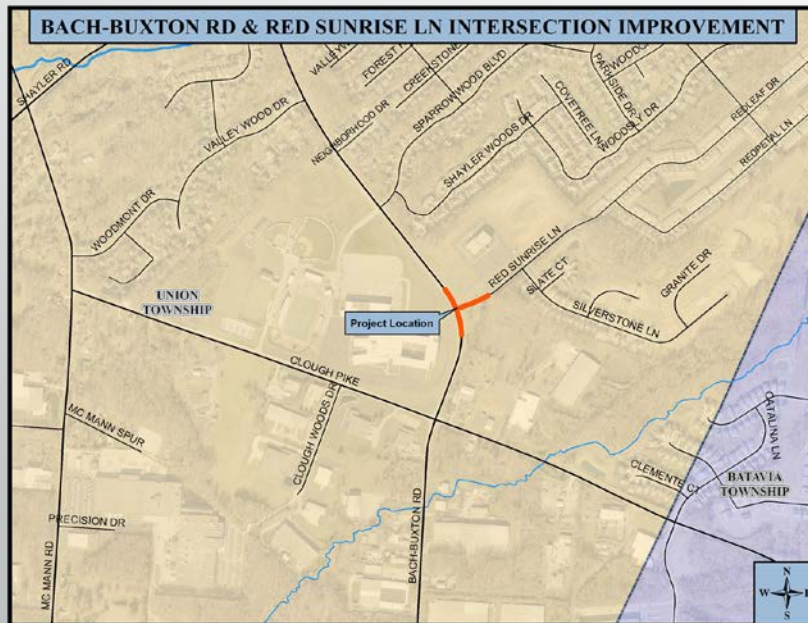 BACH-BUXTON RD & RED SUNRISE LN INTERSECTION IMPROVEMENT
SHAYLER RD
VALLEY WOOD DR
NEIGHBORHOOD DR
CREENSTONE
SPARROWWOOD BLVD
SHAYLER WOODS DR
COVETREE LN
PARKSIDE DR
WOODSLY DR
REDLEAF DR
REDPETAL LN
WOODMONT DR
UNION
TOWNSHIP
RED SUNRISE LN
SLATE CT
GRANITE DR
SILVERSTONE LN
Project Location
CLOUGH PIKE
CLOUGH WOODS DR
MC MANN SPUR
PRECISION DR
MC MANN RD
BACH-BUXTON RD
CLEMENTE CT
CATALINA LN
BATAVIA
TOWNSHIP
N
W E
S